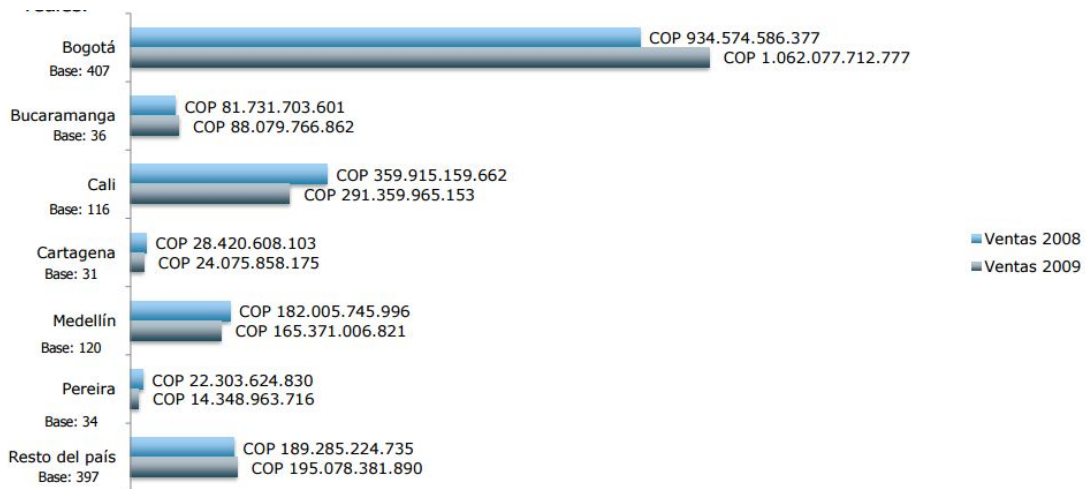 Bogotá
Base: 407
COP 934.574.586.377
COP 1.062.077.712.777
Bucaramanga
Base: 36
COP 81.731.703.601
COP 88.079.766.862
Cali
Base: 116
COP 359.915.159.662
COP 291.359.965.153
Cartagena
Base: 31
COP 28.420.608.103
COP 24.075.858.175
Ventas 2008
Ventas 2009
Medellín
Base: 120
COP 182.005.745.996
COP 165.371.006.821
Pereira
Base: 34
COP 22.303.624.830
COP 14.348.963.716
Resto del país
Base: 397
COP 189.285.224.735
COP 195.078.381.890